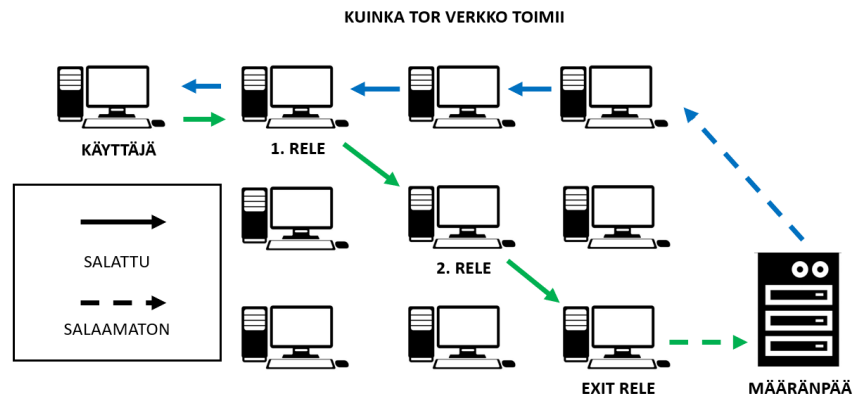 KUINKA TOR VERKKO TOIMII
KÄYTTÄJÄ
1. RELE
SALATTU
2. RELE
SALAAMATON
EXIT RELE
MÄÄRÄNPÄÄ